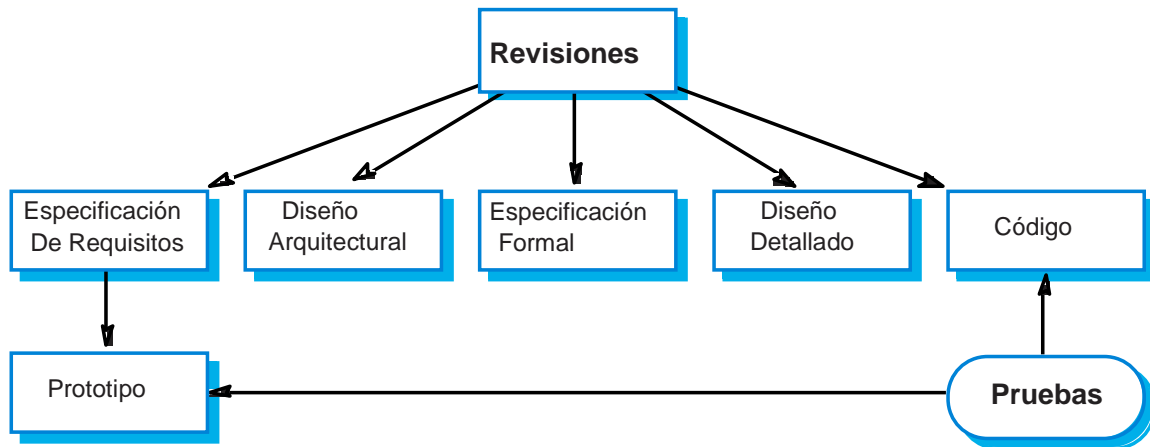 Revisiones
Especificación
De Requisitos
Diseño
Arquitectural
Especificación
Formal
Diseño
Detallado
Código
Prototipo
Pruebas